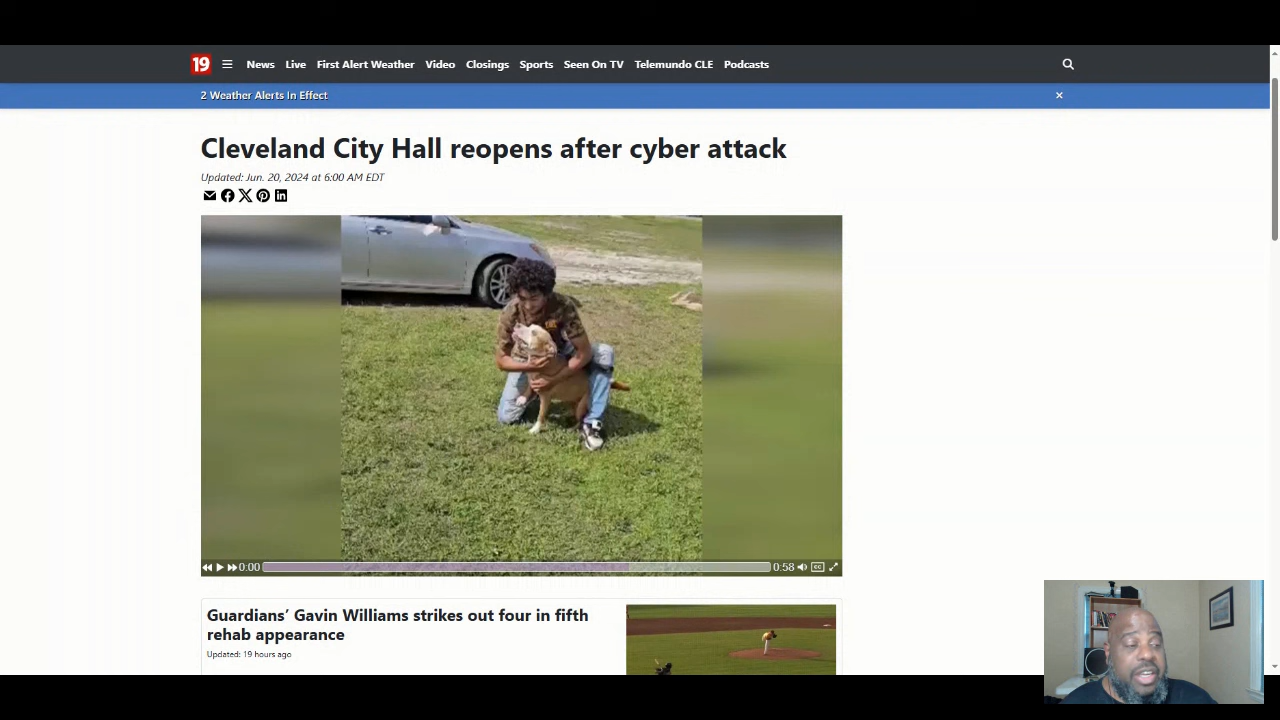 19 News Live First Alert Weather Video Closings Sports Seen On TV Telemundo CLE Podcasts
2 Weather Alerts In Effect
Cleveland City Hall reopens after cyber attack
Updated: Jun. 20, 2024 at 6:00 AM EDT
0:00 0:58 CC
Guardians’ Gavin Williams strikes out four in fifth
rehab appearance
Updated: 19 hours ago